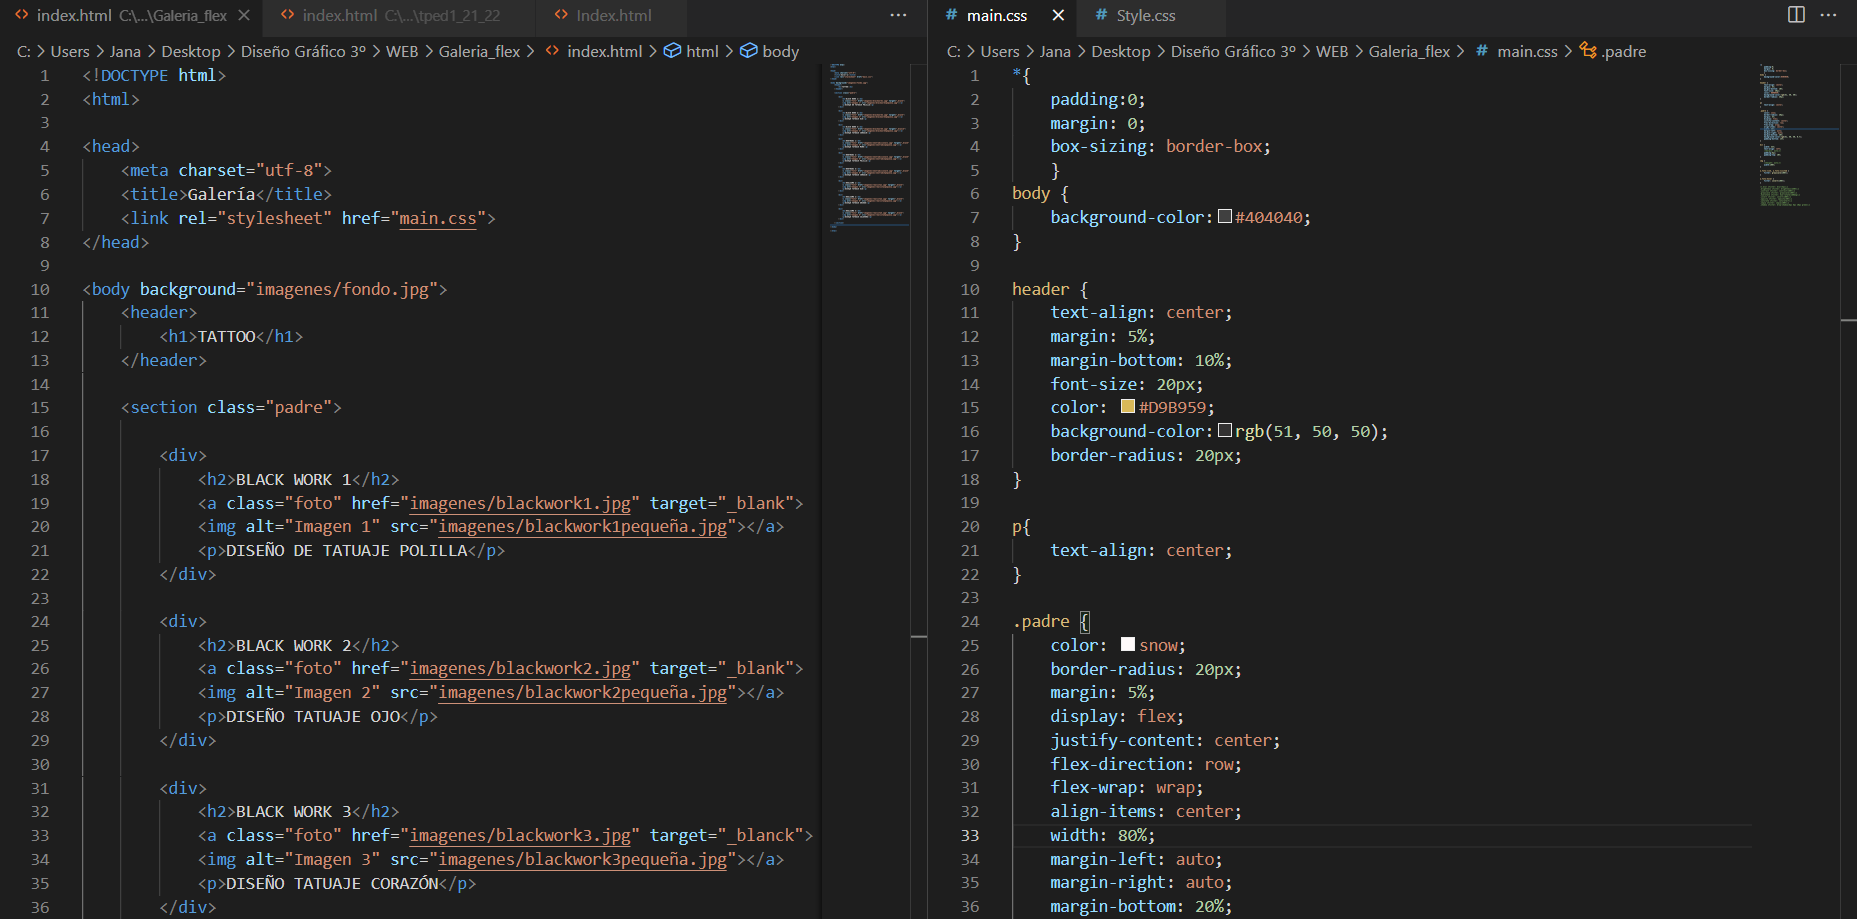 index.html C:\...\Galeria_flex
index.html C:\...\tped1_21_22
Index.html
C: > Users > Jana > Desktop > Diseño Gráfico 3º > WEB > Galeria_flex > index.html > html > body
1 <!DOCTYPE html>
2 <html>
3
4 <head>
5 <meta charset="utf-8">
6 <title>Galería</title>
7 <link rel="stylesheet" href="main.css">
8 </head>
9
10 <body background="imagenes/fondo.jpg">
11 <header>
12 <h1>TATTOO</h1>
13 </header>
14
15 <section class="padre">
16
17 <div>
18 <h2>BLACK WORK 1</h2>
19 <a class="foto" href="imagenes/blackwork1.jpg" target="_blank">
20 <img alt="Imagen 1" src="imagenes/blackwork1pequeña.jpg"></a>
21 <p>DISEÑO DE TATUAJE POLILLA</p>
22 </div>
23
24 <div>
25 <h2>BLACK WORK 2</h2>
26 <a class="foto" href="imagenes/blackwork2.jpg" target="_blank">
27 <img alt="Imagen 2" src="imagenes/blackwork2pequeña.jpg"></a>
28 <p>DISEÑO TATUAJE OJO</p>
29 </div>
30
31 <div>
32 <h2>BLACK WORK 3</h2>
33 <a class="foto" href="imagenes/blackwork3.jpg" target="_blanck">
34 <img alt="Imagen 3" src="imagenes/blackwork3pequeña.jpg"></a>
35 <p>DISEÑO TATUAJE CORAZÓN</p>
36 </div>
# main.css
# Style.css
C: > Users > Jana > Desktop > Diseño Gráfico 3º > WEB > Galeria_flex > # main.css > .padre
1 *{
2 padding:0;
3 margin: 0;
4 box-sizing: border-box;
5 }
6 body {
7 background-color: #404040;
8 }
9
10 header {
11 text-align: center;
12 margin: 5%;
13 margin-bottom: 10%;
14 font-size: 20px;
15 color: #D9B959;
16 background-color: rgb(51, 50, 50);
17 border-radius: 20px;
18 }
19
20 p{
21 text-align: center;
22 }
23
24 .padre {
25 color: snow;
26 border-radius: 20px;
27 margin: 5%;
28 display: flex;
29 justify-content: center;
30 flex-direction: row;
31 flex-wrap: wrap;
32 align-items: center;
33 width: 80%;
34 margin-left: auto;
35 margin-right: auto;
36 margin-bottom: 20%;